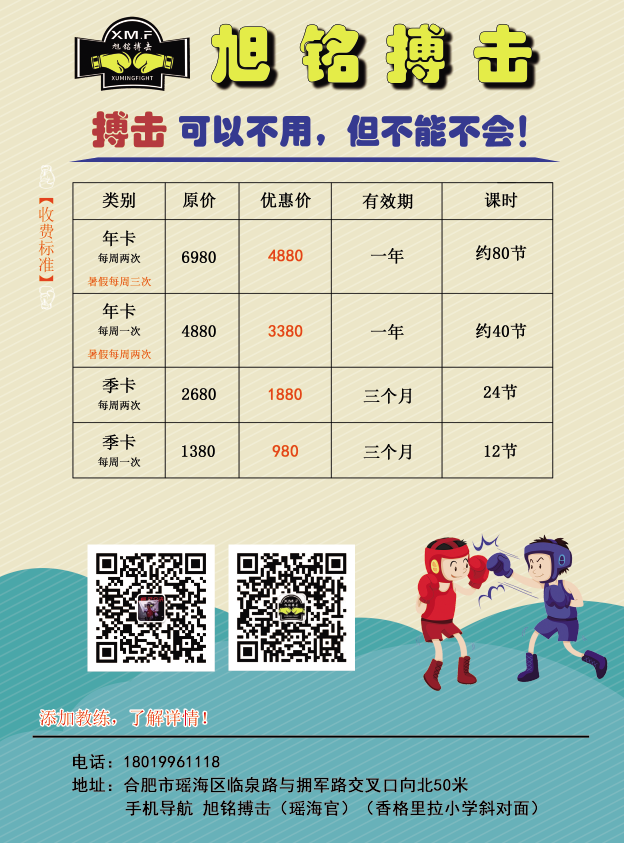 X.M.F
旭铭搏击
XUMINGFIGHT
旭铭搏击
搏击 可以不用，但不能不会！
【收费标准】
类别 原价 优惠价 有效期 课时
年卡
每周两次
暑假每周三次
6980 4880 一年 约80节
年卡
每周一次
暑假每周两次
4880 3380 一年 约40节
季卡
每周两次
2680 1880 三个月 24节
季卡
每周一次
1380 980 三个月 12节
添加教练，了解详情！
电话：18019961118
地址：合肥市瑶海区临泉路与拥军路交叉口向北50米
手机导航 旭铭搏击（瑶海官）（香格里拉小学斜对面）